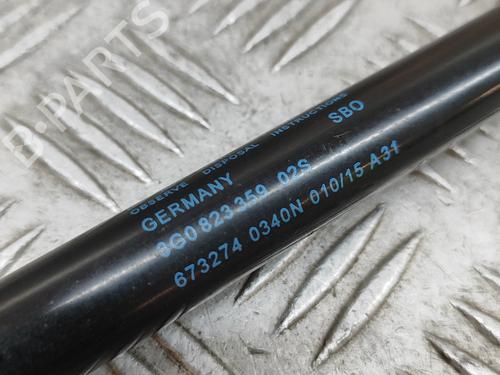 B-PARTS
OBSERVE DISPOSAL INSTRUCTIONS
GERMANY SBO
3G0 823 359 02S
673274 0340N 010/15 A31